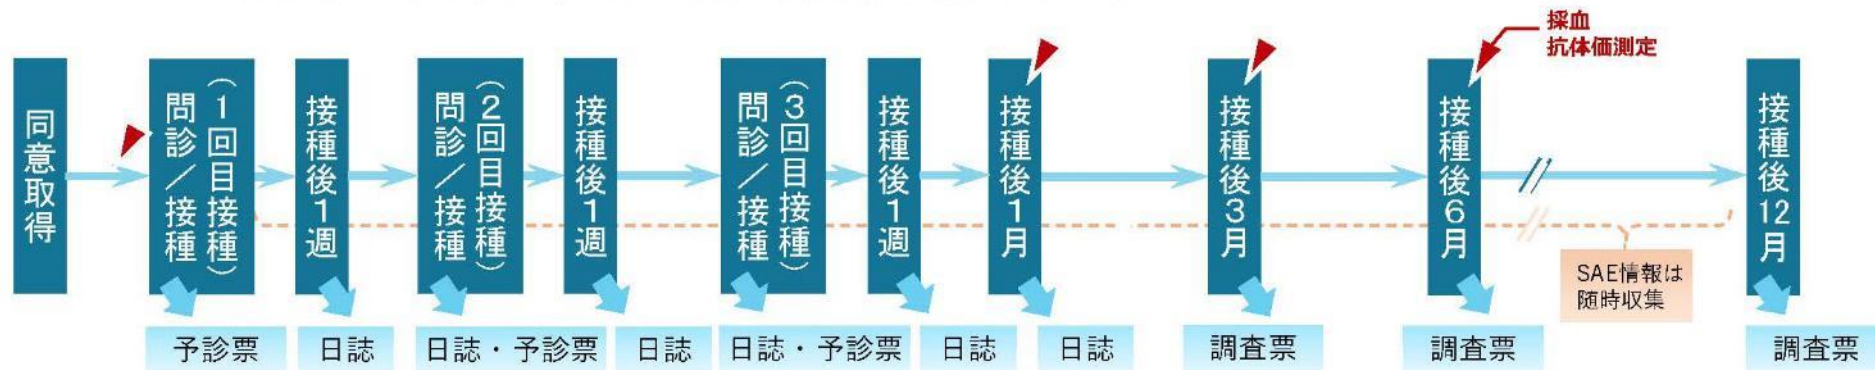 採血
抗体価測定
同意取得
（1回目接種）
問診／接種
接種後1週
（2回目接種）
問診／接種
接種後1週
（3回目接種）
問診／接種
接種後1週
接種後1月
接種後3月
接種後6月
接種後12月
SAE情報は
随時収集
予診票
日誌
日誌・予診票
日誌
日誌・予診票
日誌
日誌
調査票
調査票
調査票